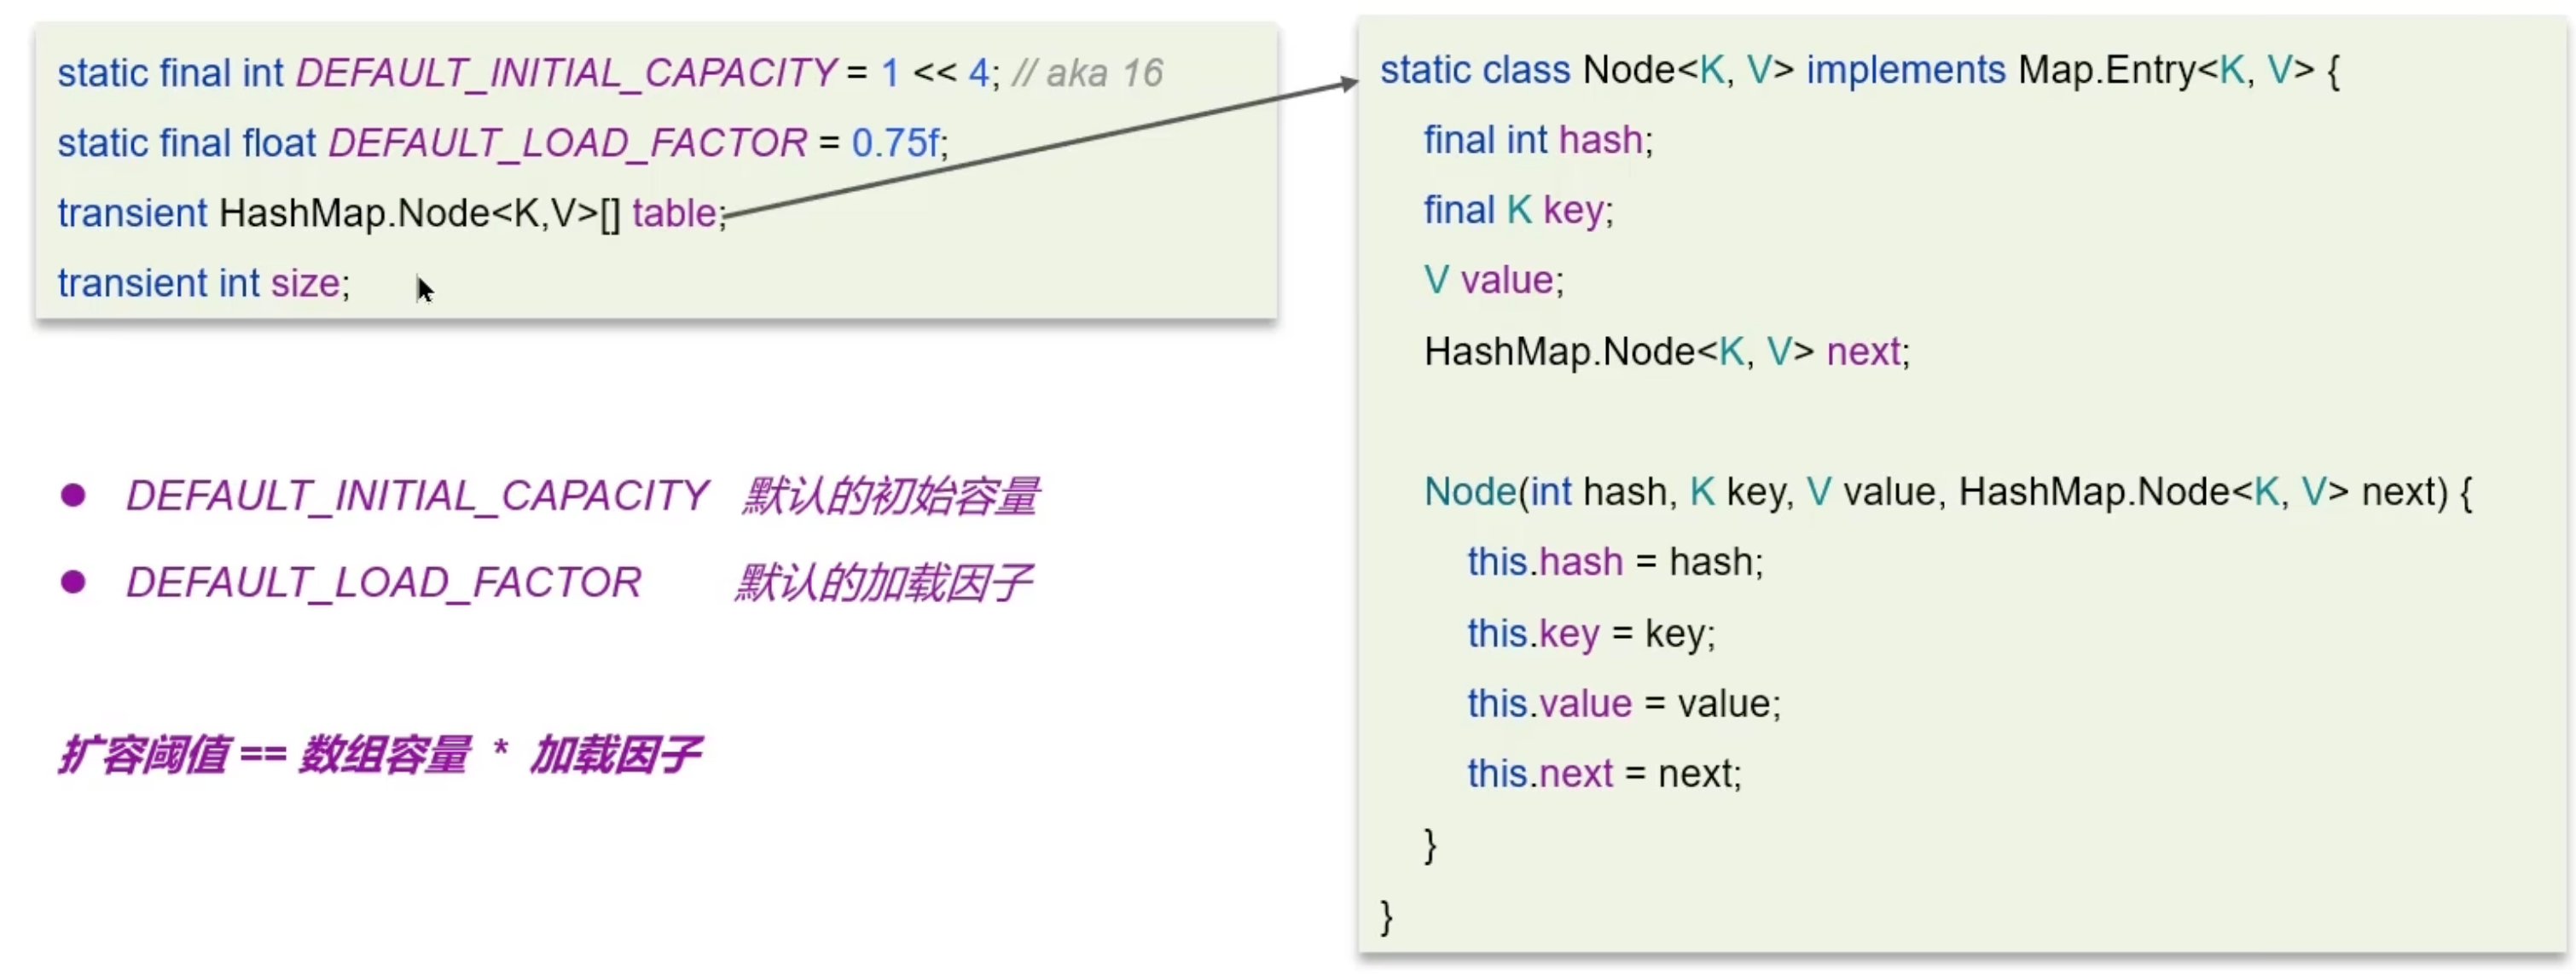 static final int DEFAULT_INITIAL_CAPACITY = 1 << 4; // aka 16
static final float DEFAULT_LOAD_FACTOR = 0.75f;
transient HashMap.Node<K,V>[] table;
transient int size;
● DEFAULT_INITIAL_CAPACITY 默认的初始容量
● DEFAULT_LOAD_FACTOR 默认的加载因子
扩容阈值 == 数组容量 * 加载因子
static class Node<K, V> implements Map.Entry<K, V> {
final int hash;
final K key;
V value;
HashMap.Node<K, V> next;
Node(int hash, K key, V value, HashMap.Node<K, V> next) {
this.hash = hash;
this.key = key;
this.value = value;
this.next = next;
}
}